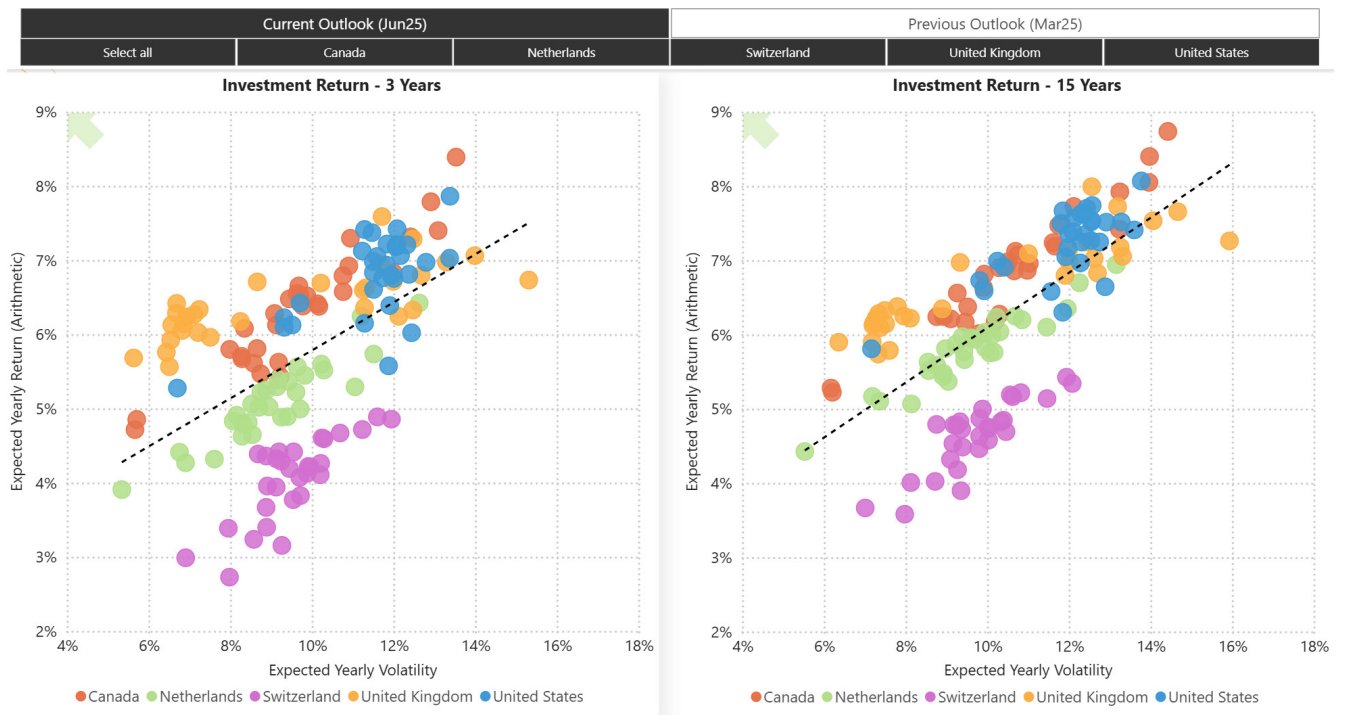 Current Outlook (Jun25) Previous Outlook (Mar25)
Select all Canada Netherlands Switzerland United Kingdom United States
Investment Return - 3 Years
9%
8%
7%
6%
5%
4%
3%
2%
Expected Yearly Return (Arithmetic)
4% 6% 8% 10% 12% 14% 16% 18%
Expected Yearly Volatility
Canada Netherlands Switzerland United Kingdom United States
Investment Return - 15 Years
9%
8%
7%
6%
5%
4%
3%
2%
Expected Yearly Return (Arithmetic)
4% 6% 8% 10% 12% 14% 16% 18%
Expected Yearly Volatility
Canada Netherlands Switzerland United Kingdom United States